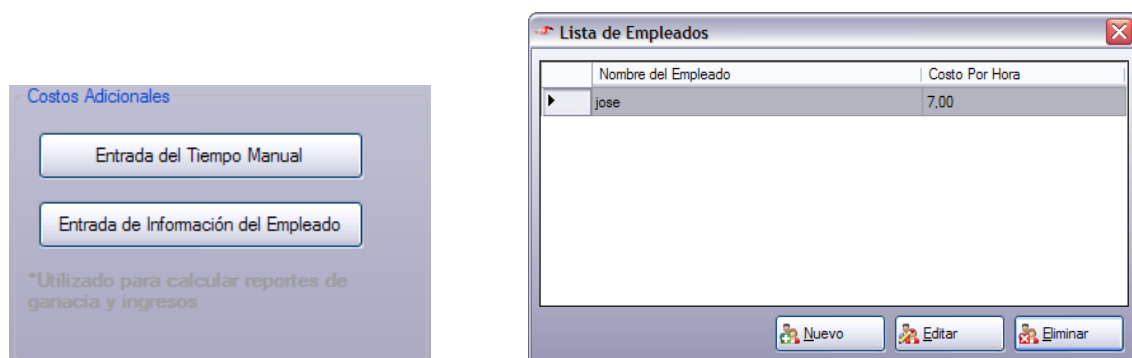 Costos Adicionales
Entrada del Tiempo Manual
Entrada de Información del Empleado
*Utilizado para calcular reportes de
ganacia y ingresos
Lista de Empleados
Nombre del Empleado Costo Por Hora
jose 7,00
Nuevo Editar Eliminar